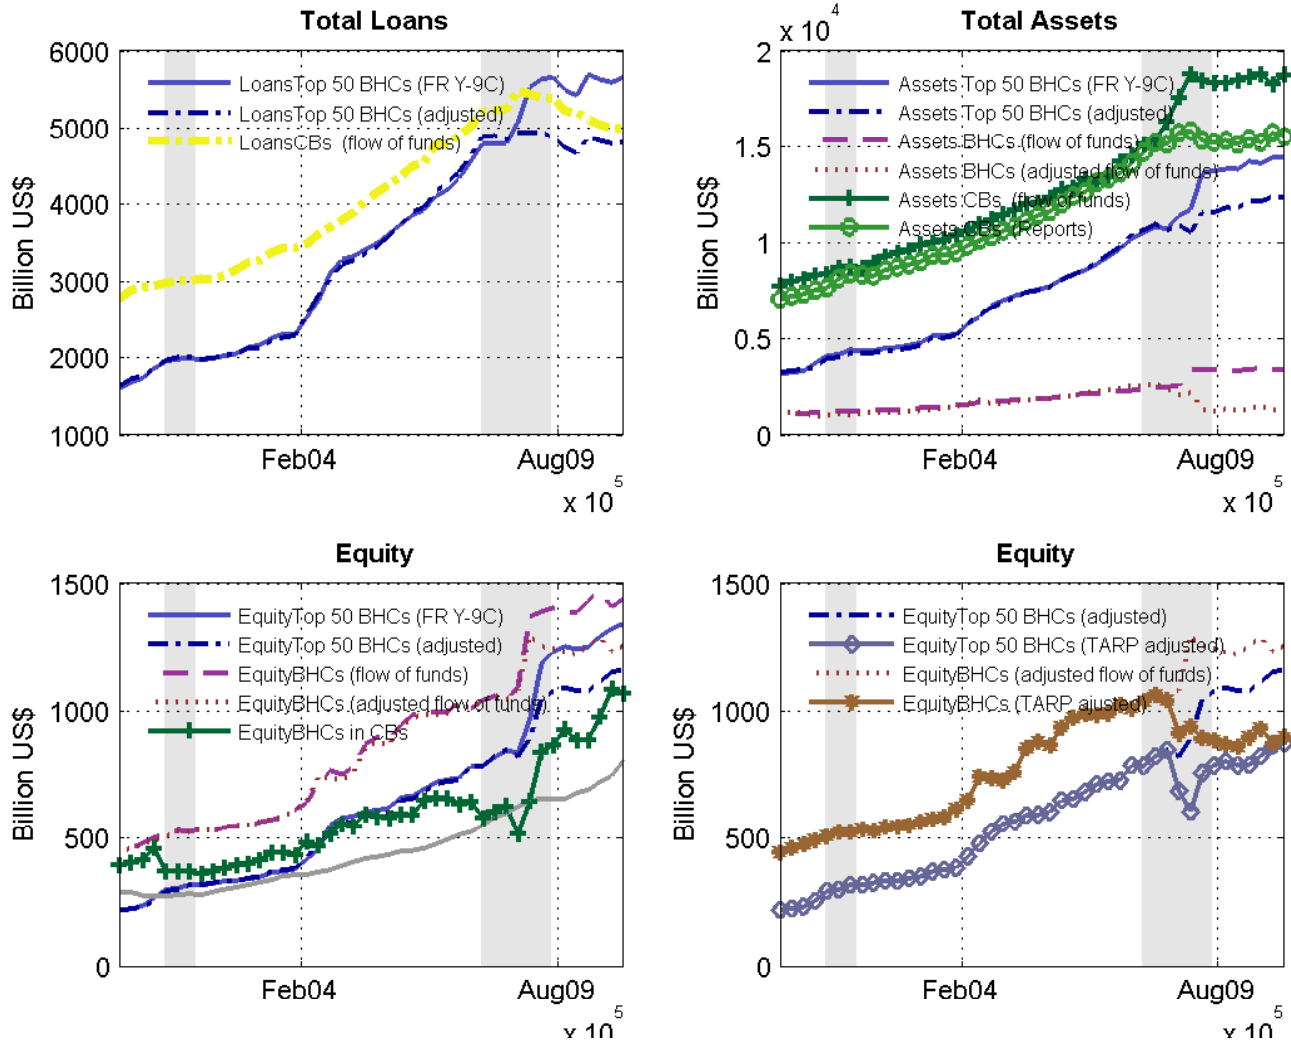 Total Loans
6000
5000
4000
3000
2000
1000
Billion US$
LoansTop 50 BHCs (FR Y-9C)
LoansTop 50 BHCs (adjusted)
LoansCBs (flow of funds)
Feb04
Aug09
x 10^5
Total Assets
x 10^4
2
1.5
1
0.5
0
Billion US$
Assets Top 50 BHCs (FR Y-9C)
Assets Top 50 BHCs (adjusted)
Assets BHCs (flow of funds)
Assets BHCs (adjusted flow of funds)
Assets CBs (flow of funds)
Assets CBs (Reports)
Feb04
Aug09
x 10^5
Equity
1500
1000
500
0
Billion US$
EquityTop 50 BHCs (FR Y-9C)
EquityTop 50 BHCs (adjusted)
EquityBHCs (flow of funds)
EquityBHCs (adjusted flow of funds)
EquityBHCs in CBs
Feb04
Aug09
x 10^5
Equity
1500
1000
500
0
Billion US$
EquityTop 50 BHCs (adjusted)
EquityTop 50 BHCs (TARP adjusted)
EquityBHCs (adjusted flow of funds)
EquityBHCs (TARP ajusted)
Feb04
Aug09
x 10^5